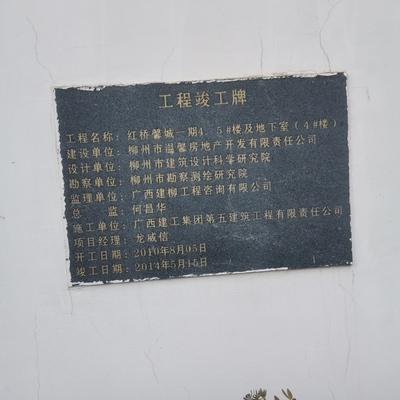 工程竣工牌
工程名称：红桥馨城一期4、5#楼及地下室（4#楼）
建设单位：柳州市温馨房地产开发有限责任公司
设计单位：柳州市建筑设计科学研究院
勘察单位：柳州市勘察测绘研究院
监理单位：广西建柳工程咨询有限公司
总 监：何昌华
施工单位：广西建工集团第五建筑工程有限责任公司
项目经理：龙威信
开工日期：2010年8月05日
竣工日期：2014年5月15日